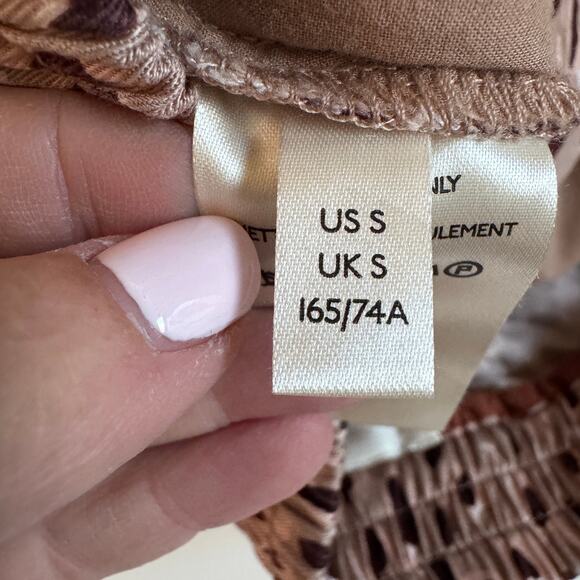 US S
UK S
165/74A
NLY
ULEMENT
P